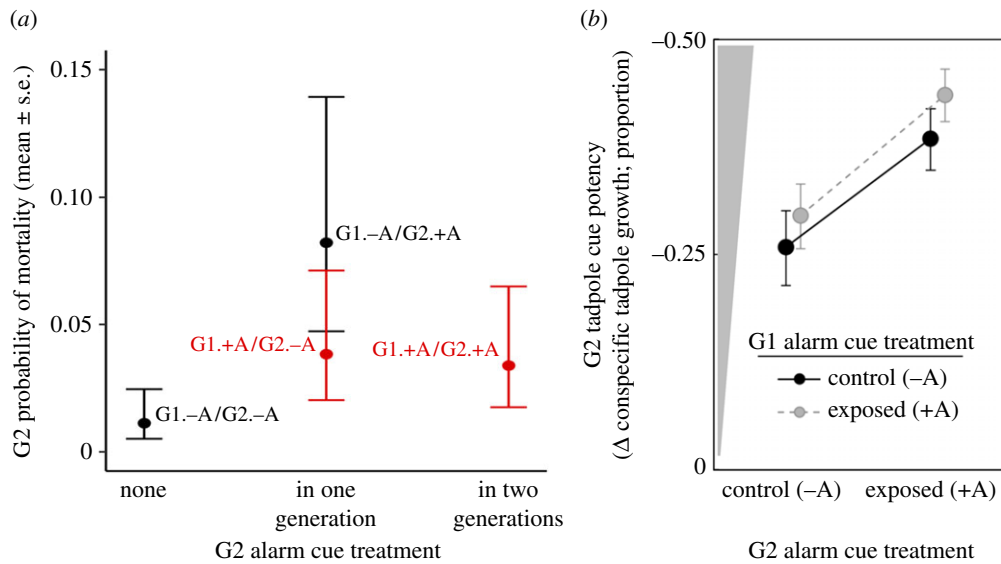 (a)
G2 probability of mortality (mean ± s.e.)
0.15
0.10
0.05
0
G1.–A/G2.+A
G1.+A/G2.–A
G1.+A/G2.+A
G1.–A/G2.–A
none
in one
generation
in two
generations
G2 alarm cue treatment
(b)
G2 tadpole cue potency
(Δ conspecific tadpole growth; proportion)
–0.50
–0.25
0
G1 alarm cue treatment
control (–A)
exposed (+A)
control (–A)
exposed (+A)
G2 alarm cue treatment